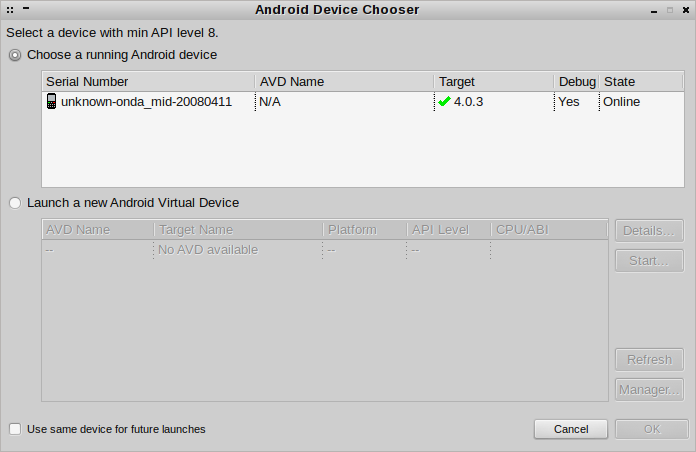 Android Device Chooser
Select a device with min API level 8.
Choose a running Android device
Serial Number AVD Name Target Debug State
unknown-onda_mid-20080411 N/A 4.0.3 Yes Online
Launch a new Android Virtual Device
AVD Name Target Name Platform API Level CPU/ABI
-- No AVD available -- --
Details...
Start...
Refresh
Manager...
Use same device for future launches
Cancel OK